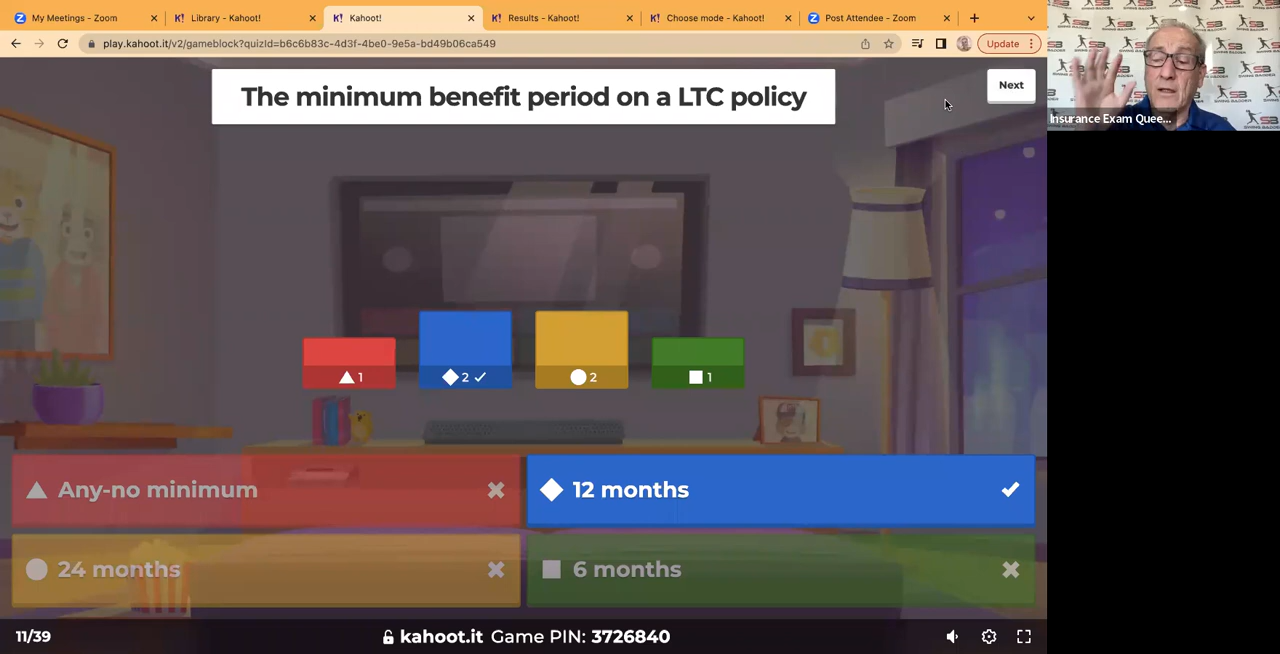 My Meetings - Zoom
Library - Kahoot!
Kahoot!
Results - Kahoot!
Choose mode - Kahoot!
Post Attendee - Zoom
play.kahoot.it/v2/gameblock?quizId=b6c6b83c-4d3f-4be0-9e5a-bd49b06ca549
Update
The minimum benefit period on a LTC policy
Next
Insurance Exam Quee...
1
2
2
1
Any-no minimum
12 months
24 months
6 months
11/39
kahoot.it Game PIN: 3726840